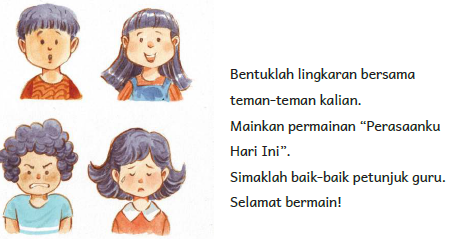 Bentuklah lingkaran bersama
teman-teman kalian.
Mainkan permainan “Perasaanku
Hari Ini”.
Simaklah baik-baik petunjuk guru.
Selamat bermain!